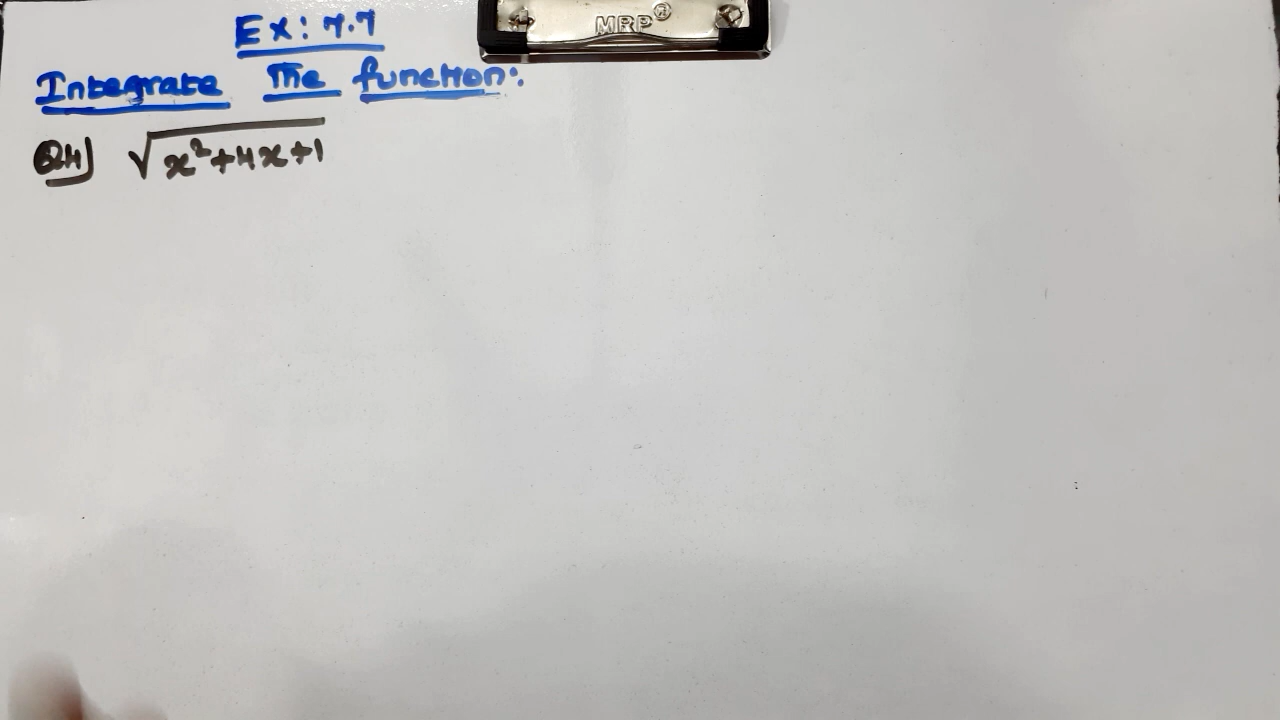 MRP®
Ex: 7.7
Integrate The function:
Q4) √x²+4x+1